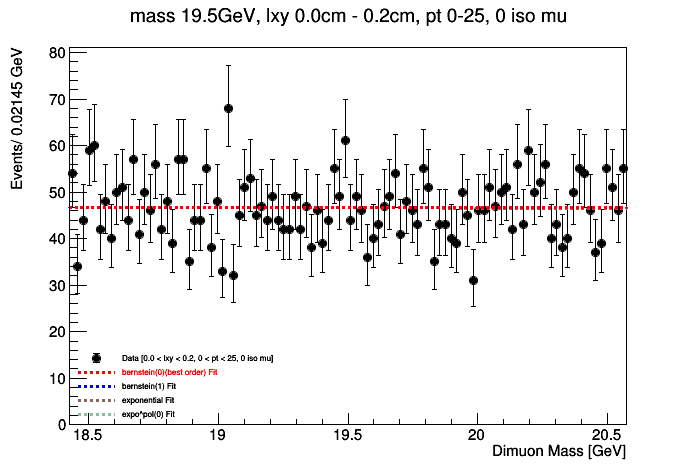 mass 19.5GeV, lxy 0.0cm - 0.2cm, pt 0-25, 0 iso mu
Events/ 0.02145 GeV
80
70
60
50
40
30
20
10
0
Data [0.0 < lxy < 0.2, 0 < pt < 25, 0 iso mu]
bernstein(0)(best order) Fit
bernstein(1) Fit
exponential Fit
expo^pol(0) Fit
18.5 19 19.5 20 20.5
Dimuon Mass [GeV]